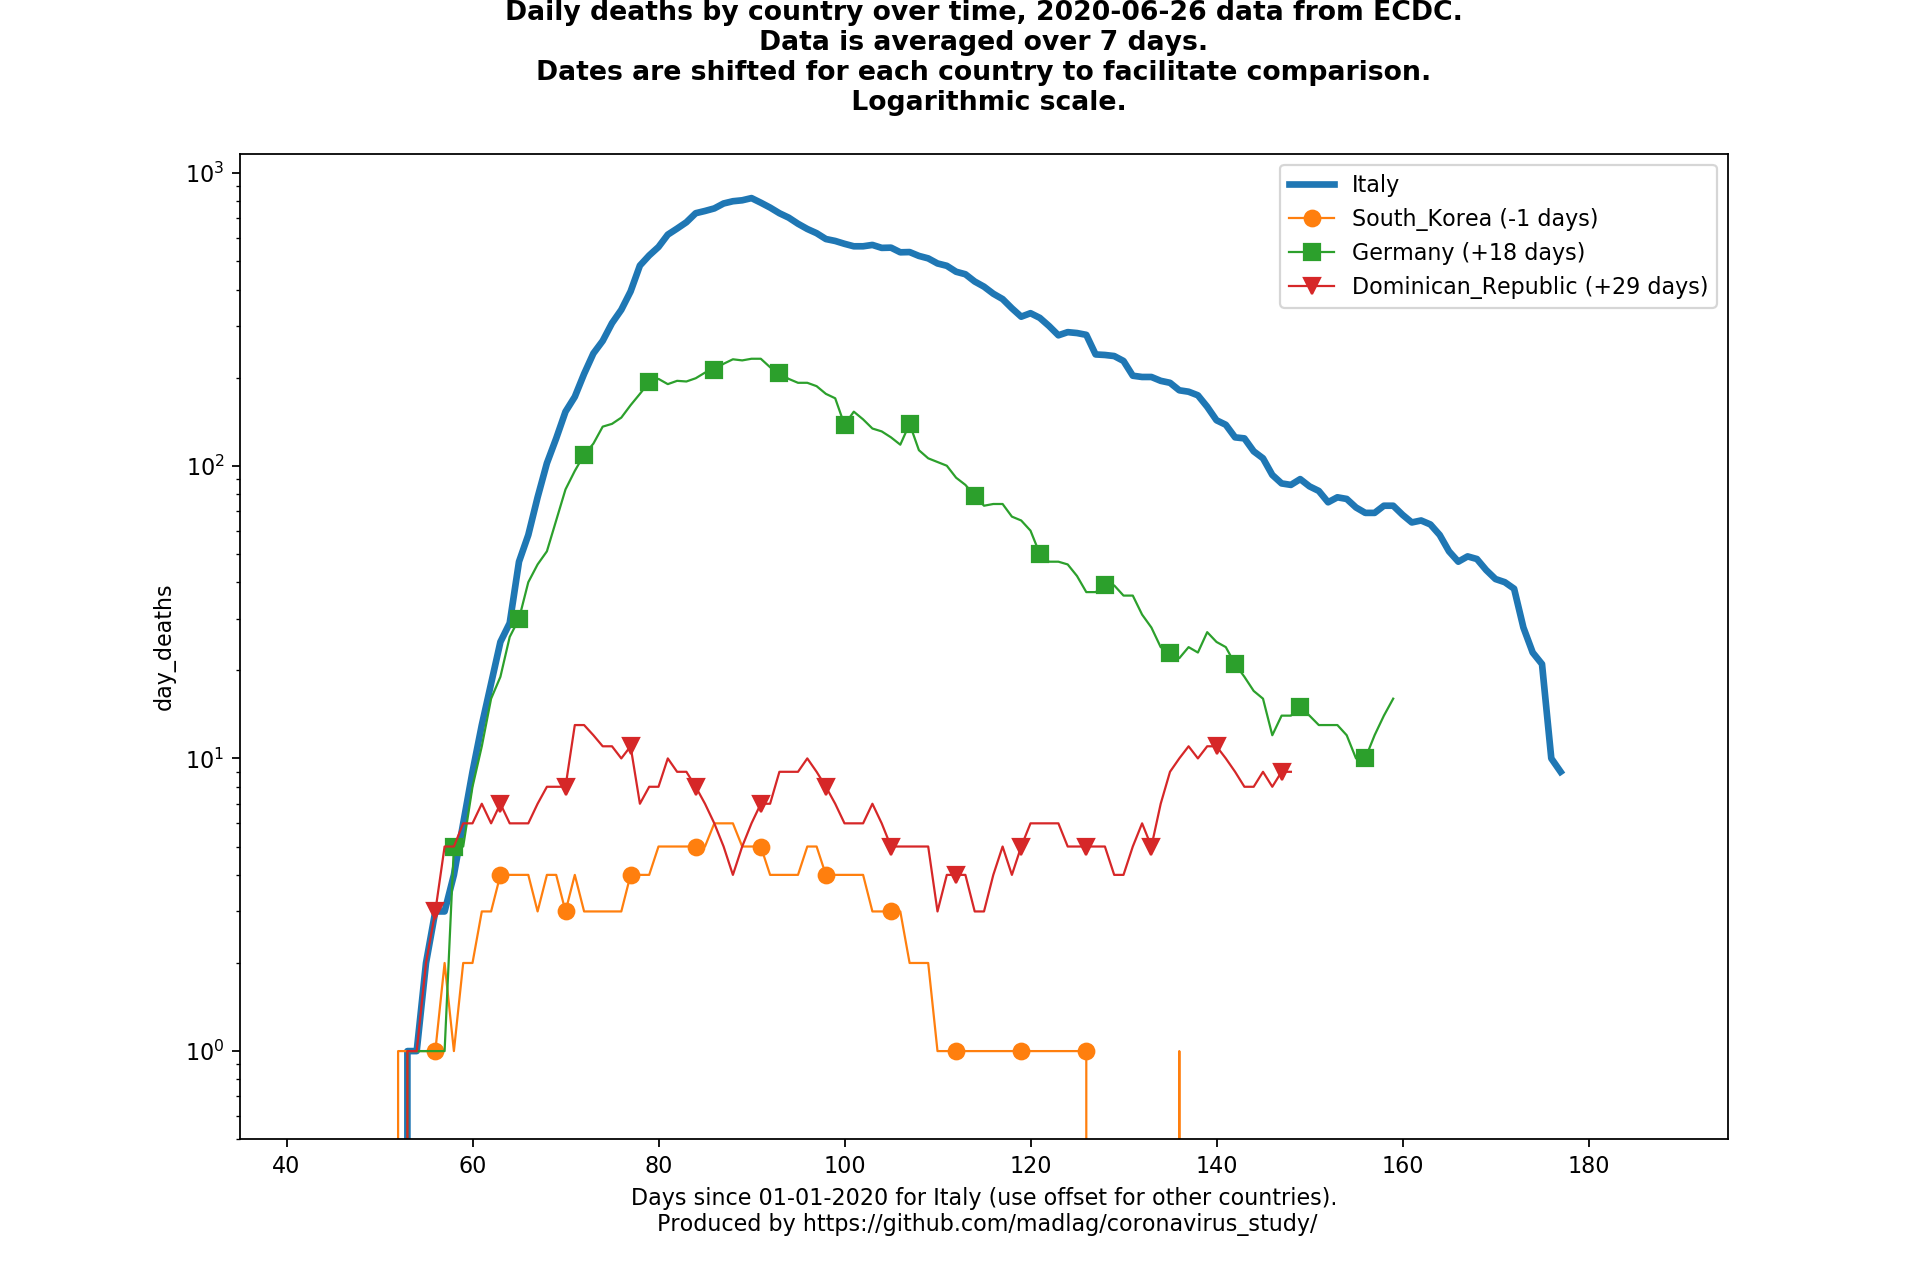 Daily deaths by country over time, 2020-06-26 data from ECDC.
Data is averaged over 7 days.
Dates are shifted for each country to facilitate comparison.
Logarithmic scale.
Italy
South_Korea (-1 days)
Germany (+18 days)
Dominican_Republic (+29 days)
day_deaths
10³
10²
10¹
10⁰
40 60 80 100 120 140 160 180
Days since 01-01-2020 for Italy (use offset for other countries).
Produced by https://github.com/madlag/coronavirus_study/